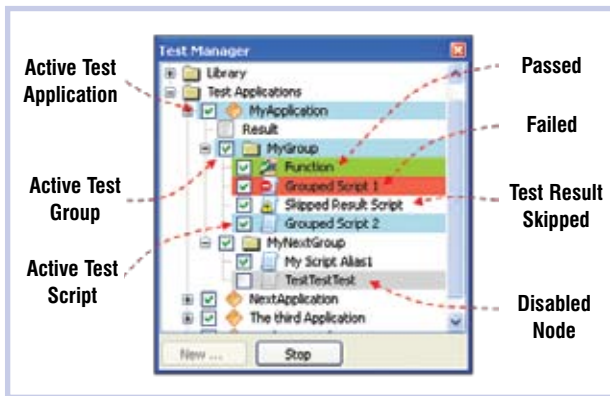 Test Manager
Library
Test Applications
MyApplication
Result
MyGroup
Function
Grouped Script 1
Skipped Result Script
Grouped Script 2
MyNextGroup
My Script Alias1
TestTestTest
NextApplication
The third Application
New ...
Stop
Active Test
Application
Active Test
Group
Active Test
Script
Passed
Failed
Test Result
Skipped
Disabled
Node